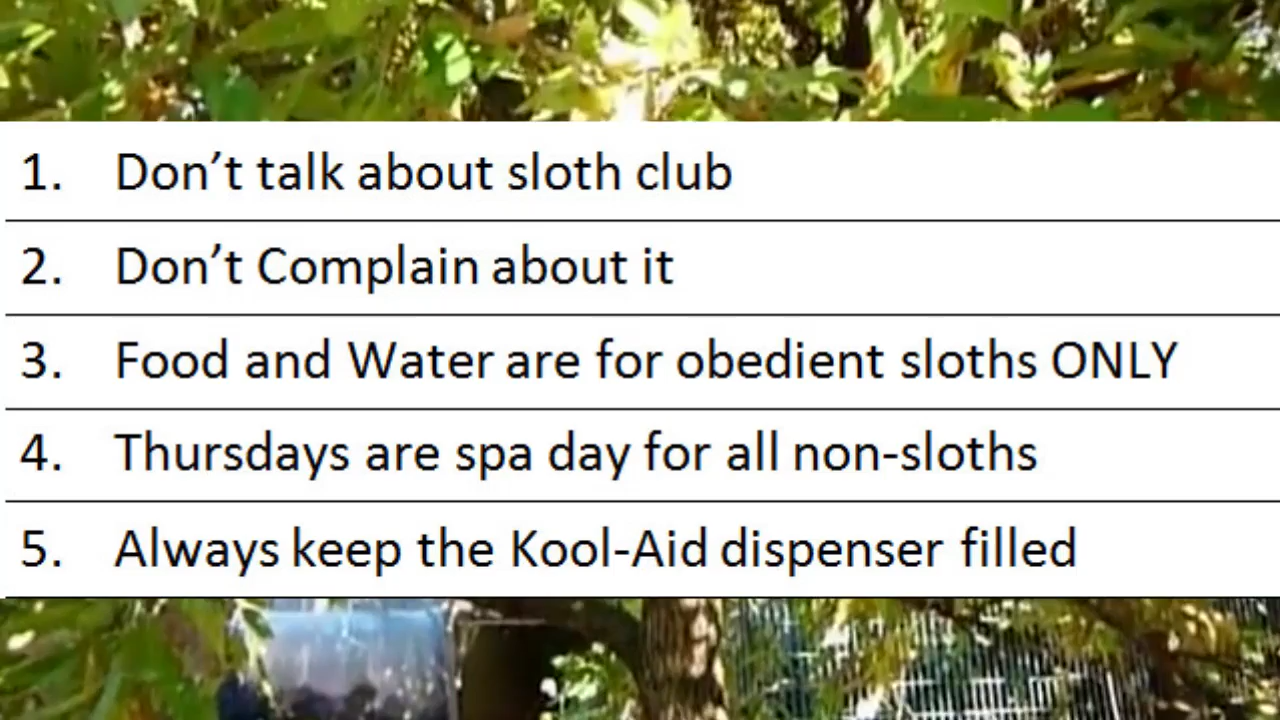 1. Don’t talk about sloth club
2. Don’t Complain about it
3. Food and Water are for obedient sloths ONLY
4. Thursdays are spa day for all non-sloths
5. Always keep the Kool-Aid dispenser filled